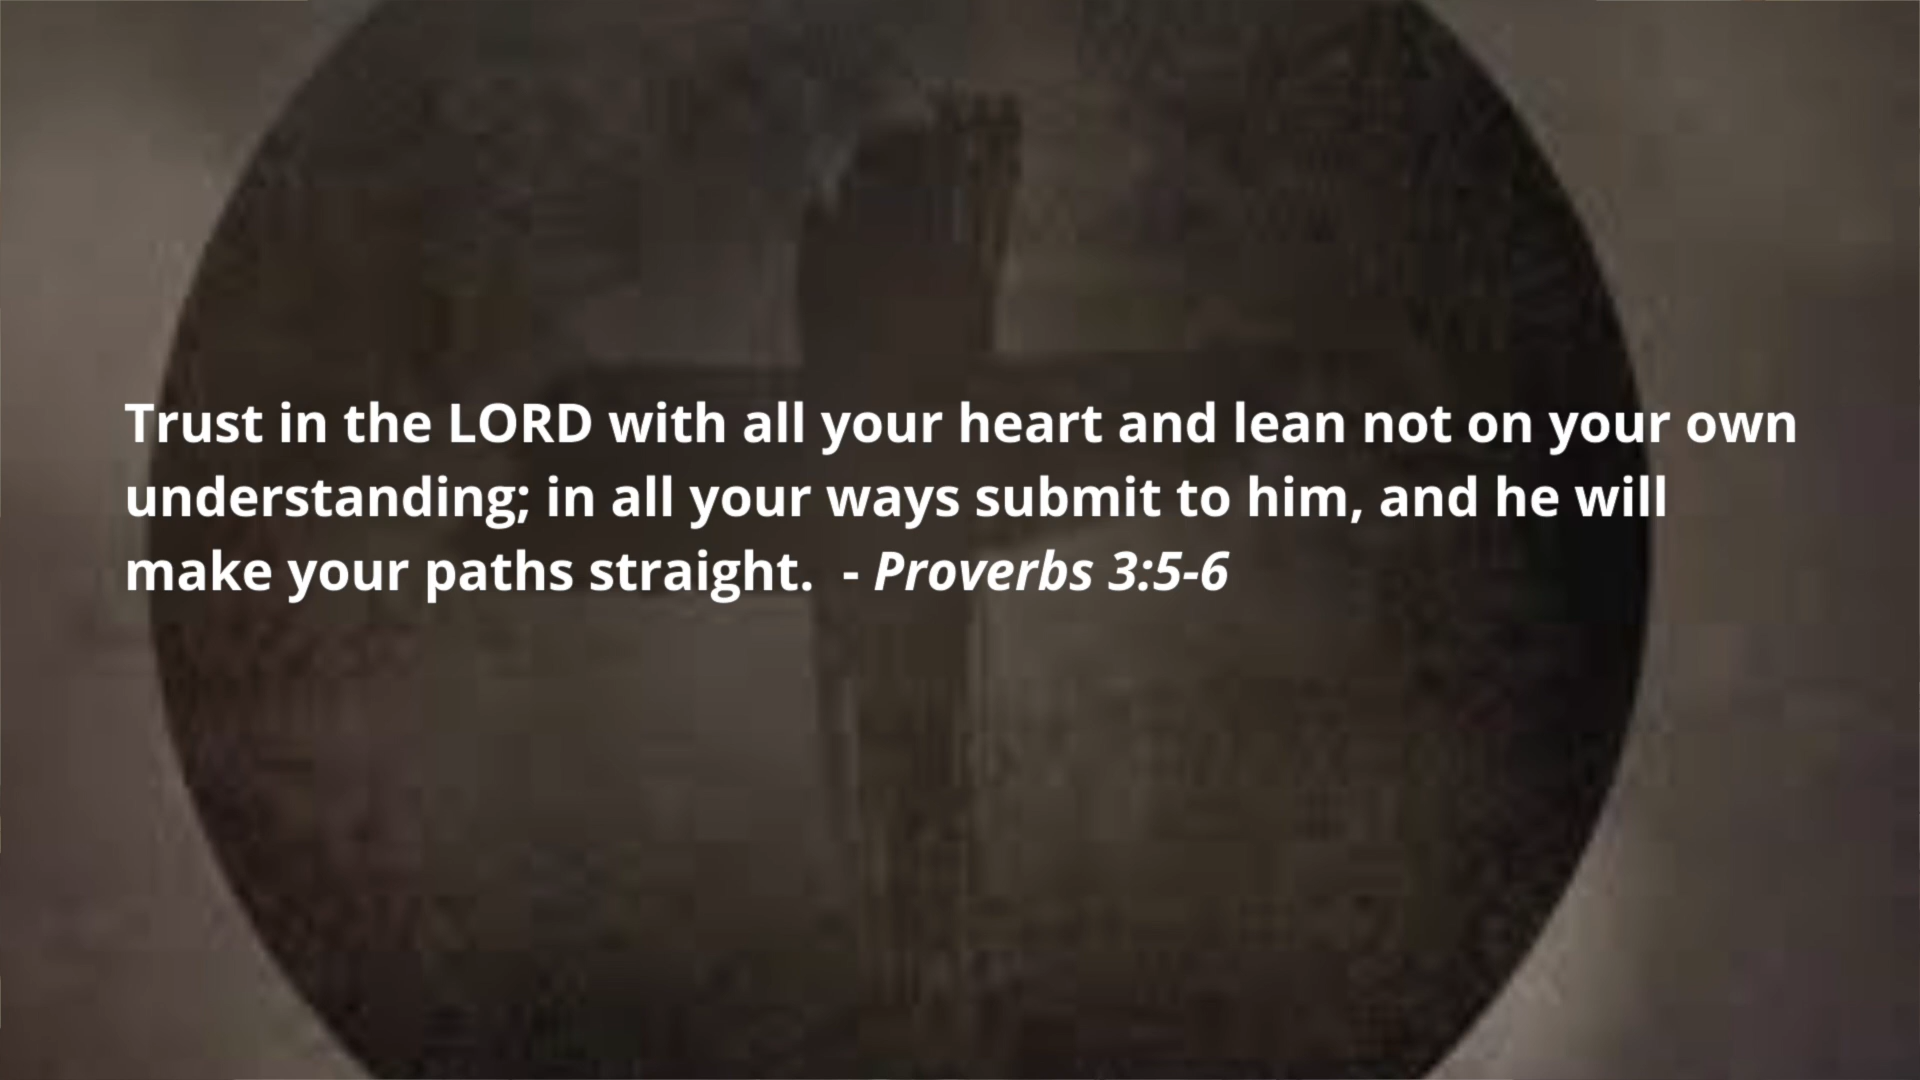 Trust in the LORD with all your heart and lean not on your own
understanding; in all your ways submit to him, and he will
make your paths straight.  - Proverbs 3:5-6